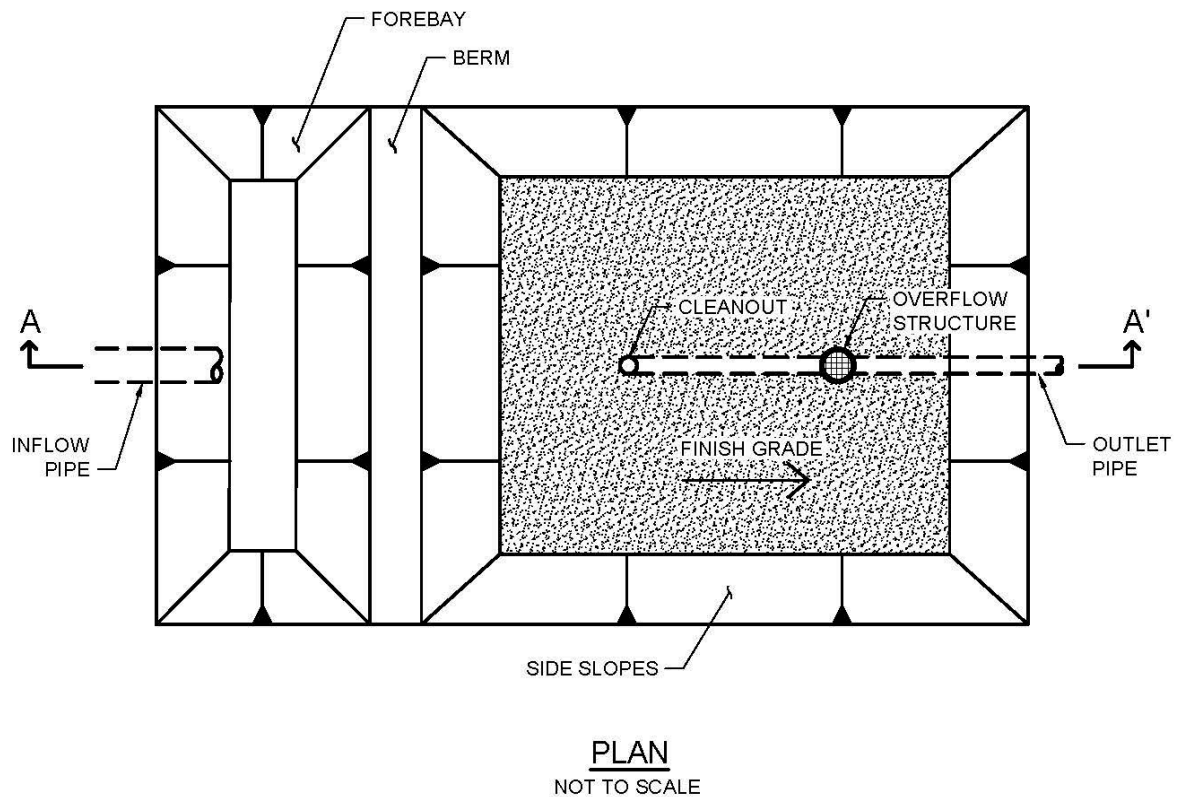 FOREBAY
BERM
CLEANOUT
OVERFLOW
STRUCTURE
A
A'
INFLOW
PIPE
FINISH GRADE
OUTLET
PIPE
SIDE SLOPES
PLAN
NOT TO SCALE